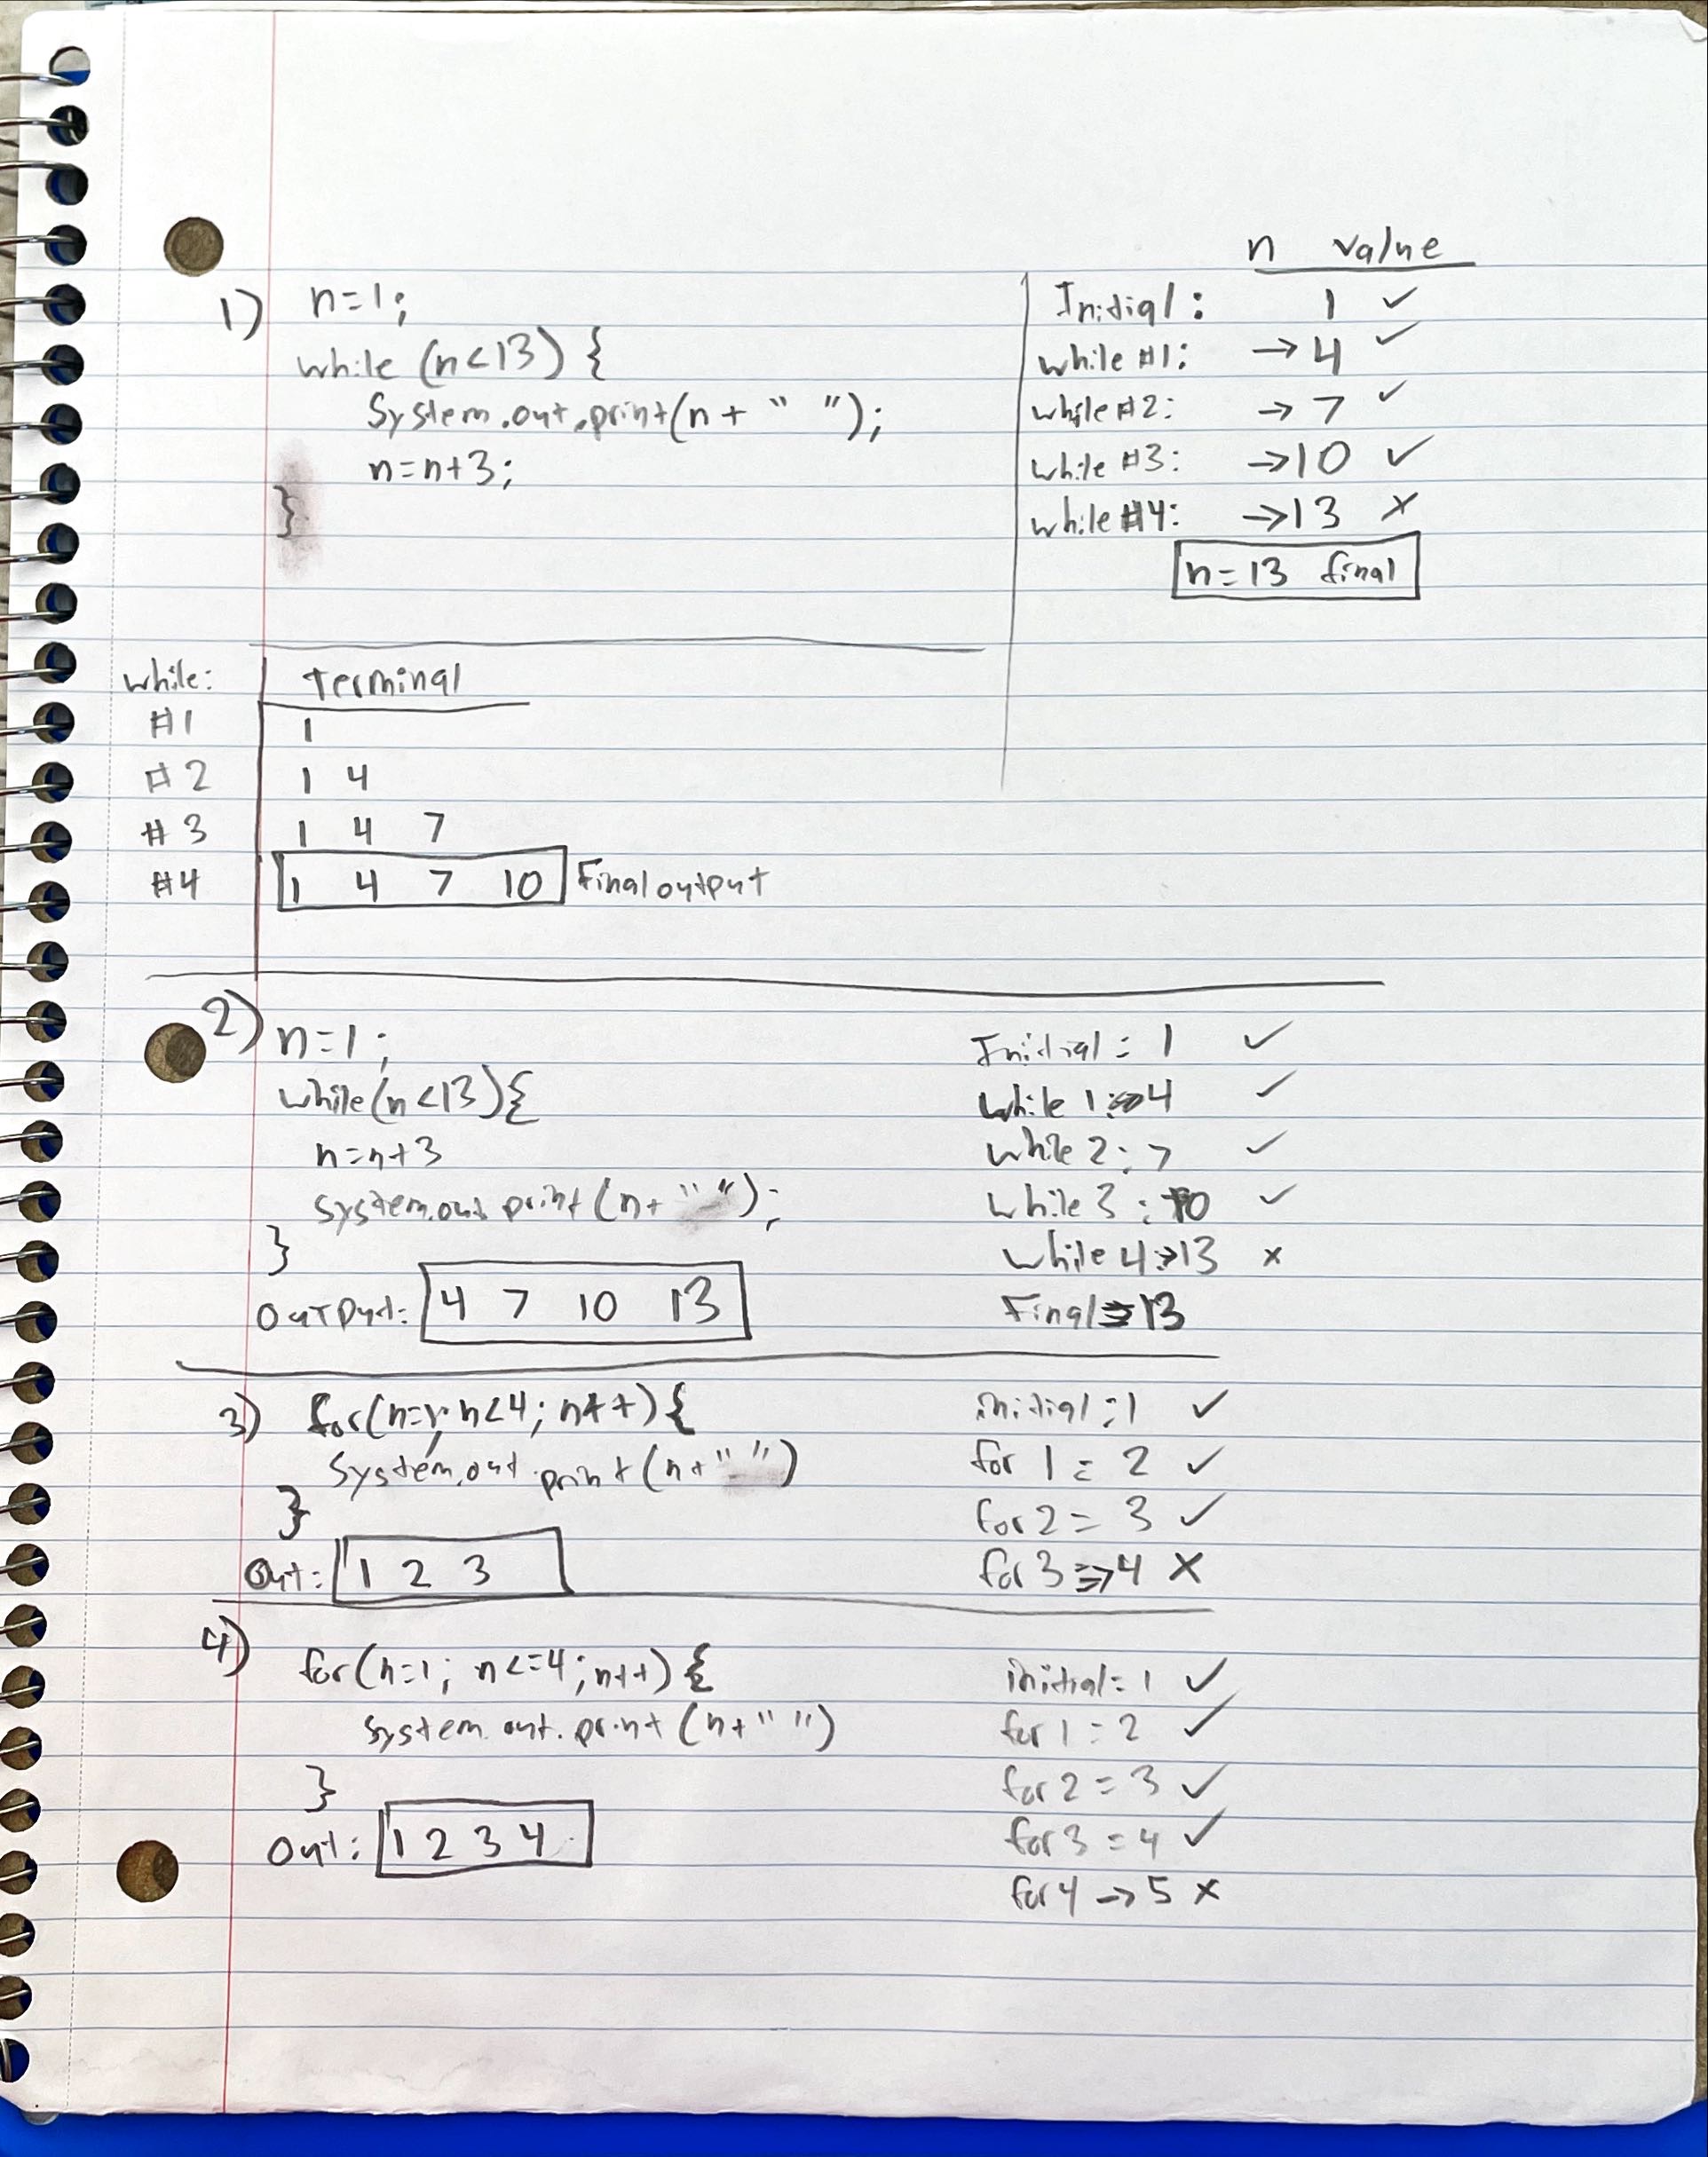 1) n=1;
while (n<13) {
System.out.print(n + " ");
n=n+3;
}
n value
Initial: 1 ✓
while #1: → 4 ✓
while #2: → 7 ✓
while #3: → 10 ✓
while #4: → 13 ✗
n=13 final
while: terminal
#1 1
#2 1 4
#3 1 4 7
#4 1 4 7 10 Final output
2) n=1;
while(n<13){
n=n+3
system.out print(n+" ");
}
Output: 4 7 10 13
Initial = 1 ✓
while 1: → 4 ✓
while 2: 7 ✓
while 3: 10 ✓
while 4: → 13 ✗
Final → 13
3) for(n=1; n<4; n++){
System.out.print(n+" ")
}
Out: 1 2 3
initial: 1 ✓
for 1 = 2 ✓
for 2 = 3 ✓
for 3 → 4 ✗
4) for(n=1; n<=4; n++){
system.out.print(n+" ")
}
Out: 1 2 3 4
initial = 1 ✓
for 1 = 2 ✓
for 2 = 3 ✓
for 3 = 4 ✓
for 4 → 5 ✗